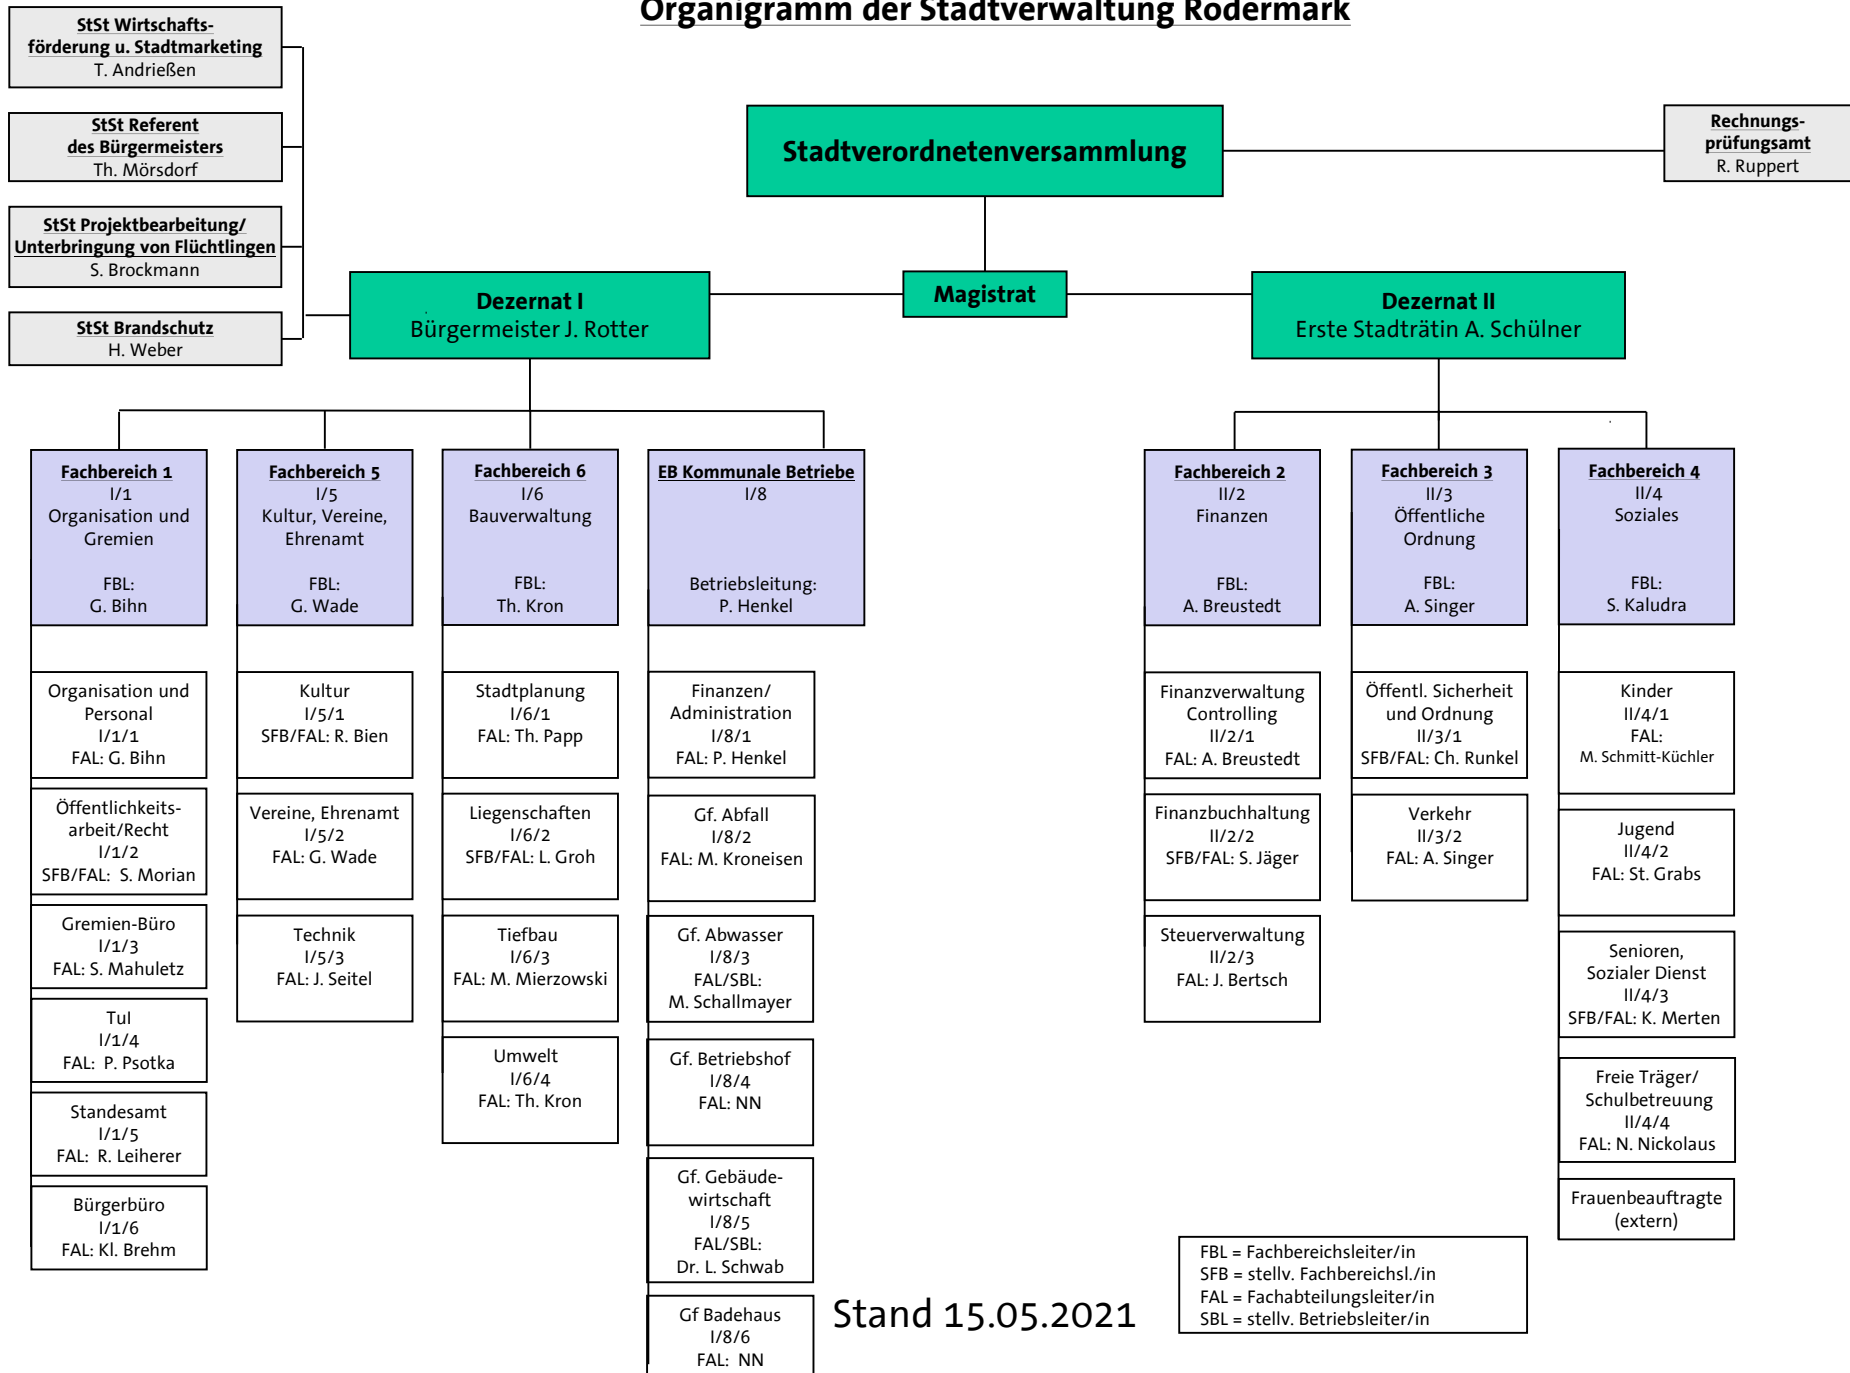 Organigramm der Stadtverwaltung Rödermark
StSt Wirtschafts-
förderung u. Stadtmarketing
T. Andrießen
StSt Referent
des Bürgermeisters
Th. Mörsdorf
StSt Projektbearbeitung/
Unterbringung von Flüchtlingen
S. Brockmann
StSt Brandschutz
H. Weber
Stadtverordnetenversammlung
Rechnungs-
prüfungsamt
R. Ruppert
Magistrat
Dezernat I
Bürgermeister J. Rotter
Dezernat II
Erste Stadträtin A. Schülner
Fachbereich 1
I/1
Organisation und
Gremien
FBL:
G. Bihn
Organisation und
Personal
I/1/1
FAL: G. Bihn
Öffentlichkeits-
arbeit/Recht
I/1/2
SFB/FAL: S. Morian
Gremien-Büro
I/1/3
FAL: S. Mahuletz
TuI
I/1/4
FAL: P. Psotka
Standesamt
I/1/5
FAL: R. Leiherer
Bürgerbüro
I/1/6
FAL: Kl. Brehm
Fachbereich 5
I/5
Kultur, Vereine,
Ehrenamt
FBL:
G. Wade
Kultur
I/5/1
SFB/FAL: R. Bien
Vereine, Ehrenamt
I/5/2
FAL: G. Wade
Technik
I/5/3
FAL: J. Seitel
Fachbereich 6
I/6
Bauverwaltung
FBL:
Th. Kron
Stadtplanung
I/6/1
FAL: Th. Papp
Liegenschaften
I/6/2
SFB/FAL: L. Groh
Tiefbau
I/6/3
FAL: M. Mierzowski
Umwelt
I/6/4
FAL: Th. Kron
EB Kommunale Betriebe
I/8
Betriebsleitung:
P. Henkel
Finanzen/
Administration
I/8/1
FAL: P. Henkel
Gf. Abfall
I/8/2
FAL: M. Kroneisen
Gf. Abwasser
I/8/3
FAL/SBL:
M. Schallmayer
Gf. Betriebshof
I/8/4
FAL: NN
Gf. Gebäude-
wirtschaft
I/8/5
FAL/SBL:
Dr. L. Schwab
Gf Badehaus
I/8/6
FAL: NN
Fachbereich 2
II/2
Finanzen
FBL:
A. Breustedt
Finanzverwaltung
Controlling
II/2/1
FAL: A. Breustedt
Finanzbuchhaltung
II/2/2
SFB/FAL: S. Jäger
Steuerverwaltung
II/2/3
FAL: J. Bertsch
Fachbereich 3
II/3
Öffentliche
Ordnung
FBL:
A. Singer
Öffentl. Sicherheit
und Ordnung
II/3/1
SFB/FAL: Ch. Runkel
Verkehr
II/3/2
FAL: A. Singer
Fachbereich 4
II/4
Soziales
FBL:
S. Kaludra
Kinder
II/4/1
FAL:
M. Schmitt-Küchler
Jugend
II/4/2
FAL: St. Grabs
Senioren,
Sozialer Dienst
II/4/3
SFB/FAL: K. Merten
Freie Träger/
Schulbetreuung
II/4/4
FAL: N. Nickolaus
Frauenbeauftragte
(extern)
Stand 15.05.2021
FBL = Fachbereichsleiter/in
SFB = stellv. Fachbereichsl./in
FAL = Fachabteilungsleiter/in
SBL = stellv. Betriebsleiter/in